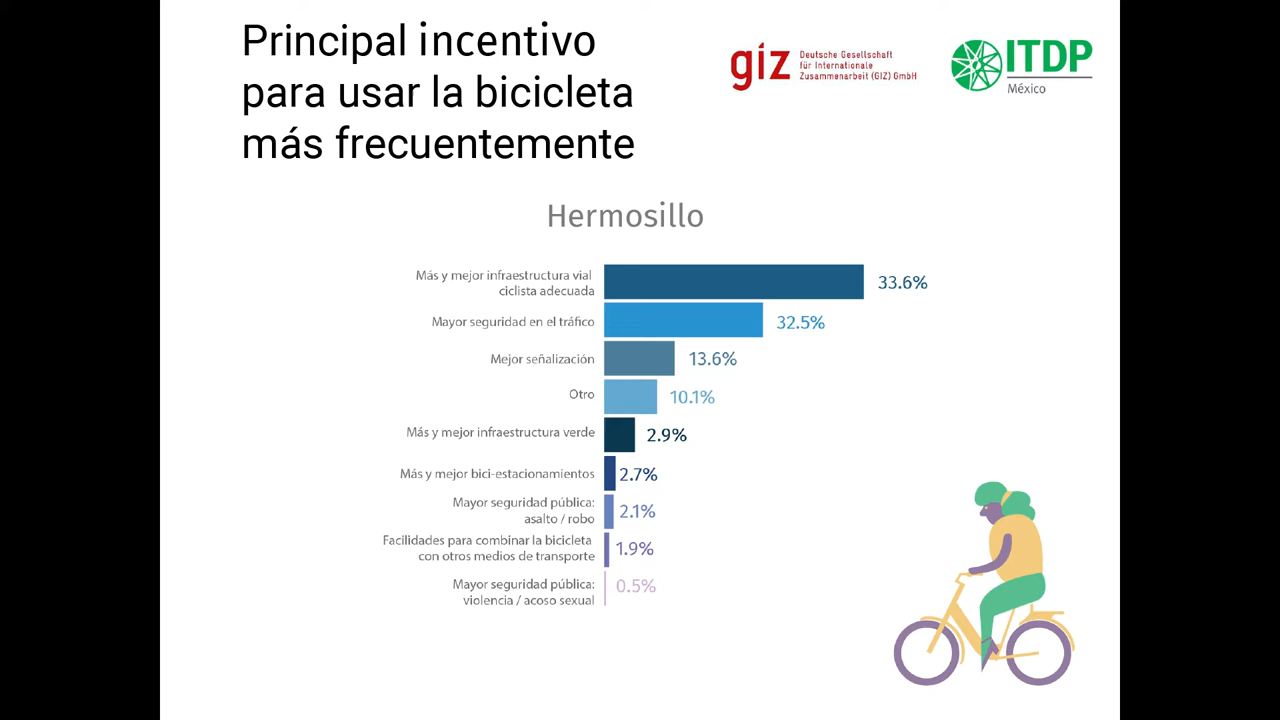 Principal incentivo
para usar la bicicleta
más frecuentemente
giz
Deutsche Gesellschaft
für Internationale
Zusammenarbeit (GIZ) GmbH
ITDP
México
Hermosillo
Más y mejor infraestructura vial
ciclista adecuada
33.6%
Mayor seguridad en el tráfico
32.5%
Mejor señalización
13.6%
Otro
10.1%
Más y mejor infraestructura verde
2.9%
Más y mejor bici-estacionamientos
2.7%
Mayor seguridad pública:
asalto / robo
2.1%
Facilidades para combinar la bicicleta
con otros medios de transporte
1.9%
Mayor seguridad pública:
violencia / acoso sexual
0.5%